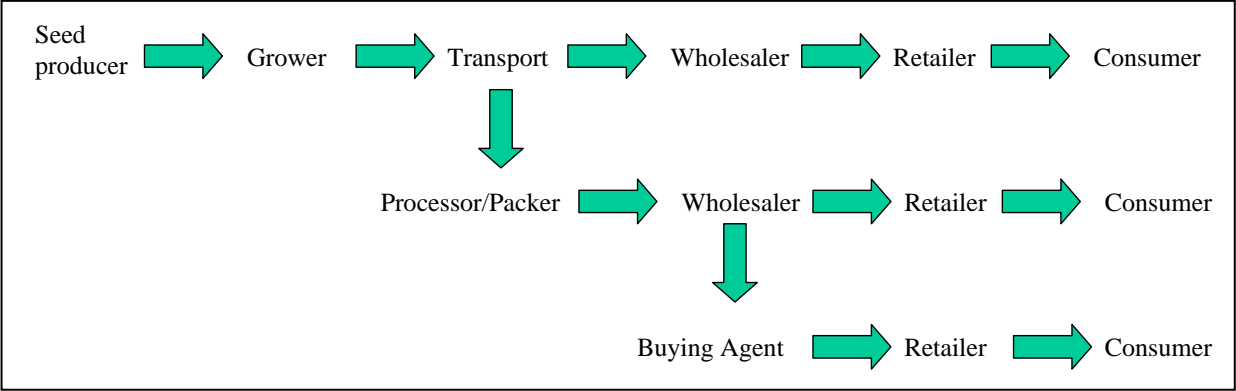 Seed
producer Grower Transport Wholesaler Retailer Consumer
Processor/Packer Wholesaler Retailer Consumer
Buying Agent Retailer Consumer